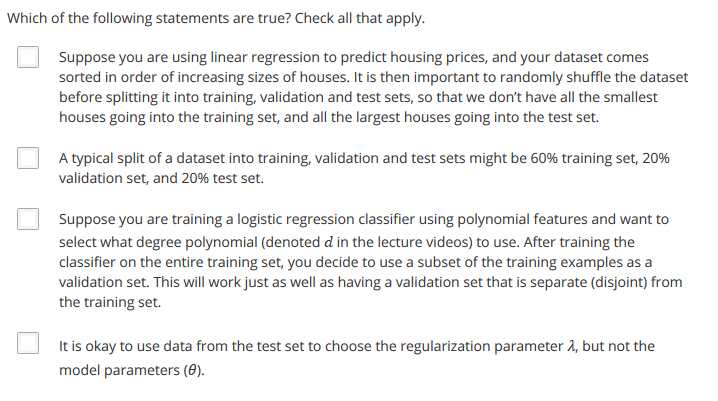 Which of the following statements are true? Check all that apply.
Suppose you are using linear regression to predict housing prices, and your dataset comes
sorted in order of increasing sizes of houses. It is then important to randomly shuffle the dataset
before splitting it into training, validation and test sets, so that we don't have all the smallest
houses going into the training set, and all the largest houses going into the test set.
A typical split of a dataset into training, validation and test sets might be 60% training set, 20%
validation set, and 20% test set.
Suppose you are training a logistic regression classifier using polynomial features and want to
select what degree polynomial (denoted d in the lecture videos) to use. After training the
classifier on the entire training set, you decide to use a subset of the training examples as a
validation set. This will work just as well as having a validation set that is separate (disjoint) from
the training set.
It is okay to use data from the test set to choose the regularization parameter λ, but not the
model parameters (θ).